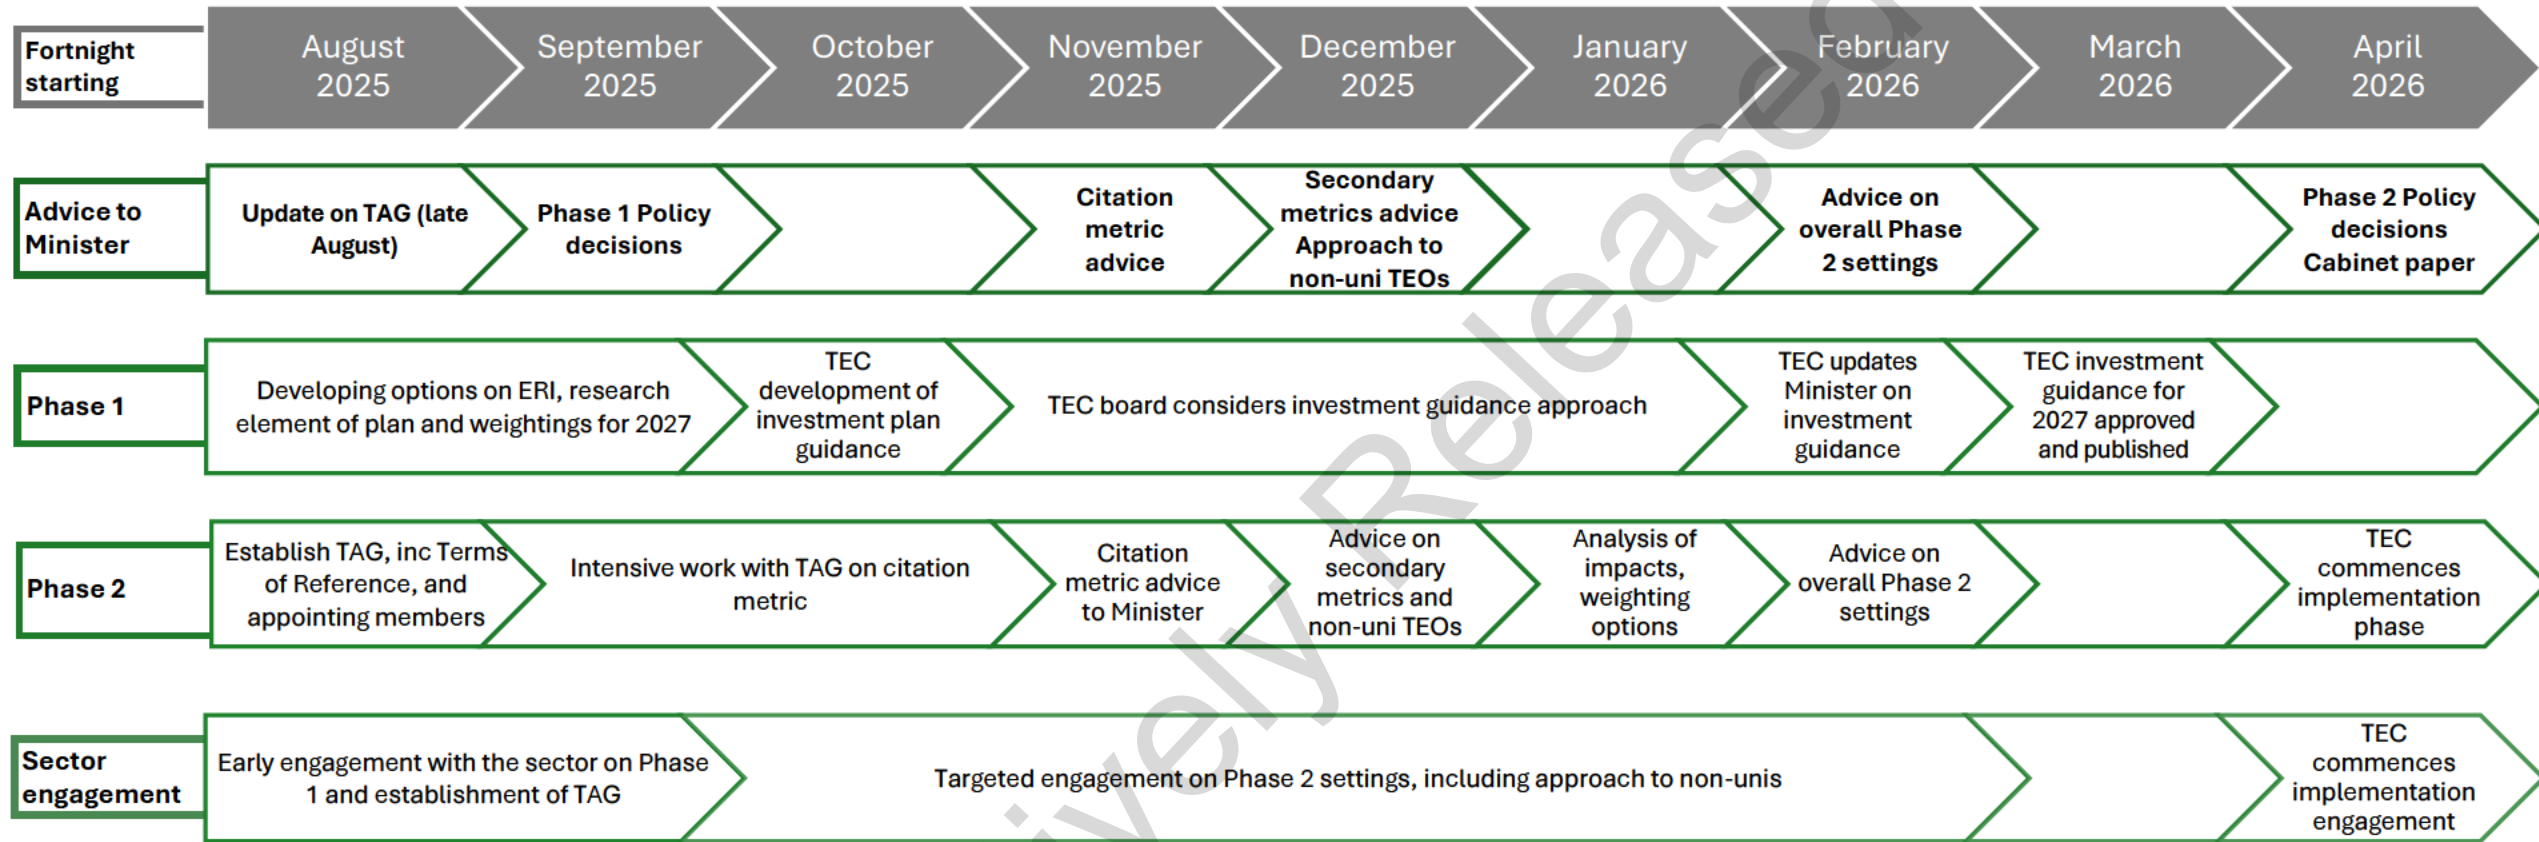 Fortnight
starting
August
2025
September
2025
October
2025
November
2025
December
2025
January
2026
February
2026
March
2026
April
2026
Advice to
Minister
Update on TAG (late
August)
Phase 1 Policy
decisions
Citation
metric
advice
Secondary
metrics advice
Approach to
non-uni TEOs
Advice on
overall Phase
2 settings
Phase 2 Policy
decisions
Cabinet paper
Phase 1
Developing options on ERI, research
element of plan and weightings for 2027
TEC
development of
investment plan
guidance
TEC board considers investment guidance approach
TEC updates
Minister on
investment
guidance
TEC investment
guidance for
2027 approved
and published
Phase 2
Establish TAG, inc Terms
of Reference, and
appointing members
Intensive work with TAG on citation
metric
Citation
metric advice
to Minister
Advice on
secondary
metrics and
non-uni TEOs
Analysis of
impacts,
weighting
options
Advice on
overall Phase 2
settings
TEC
commences
implementation
phase
Sector
engagement
Early engagement with the sector on Phase
1 and establishment of TAG
Targeted engagement on Phase 2 settings, including approach to non-unis
TEC
commences
implementation
engagement
ively Released